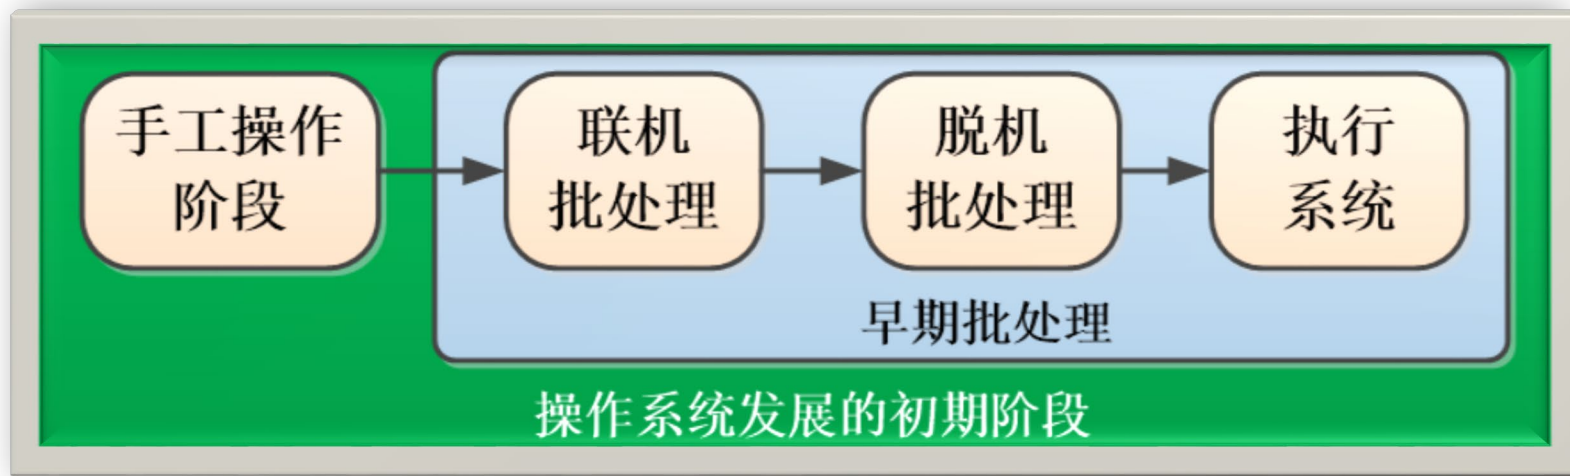 手工操作
阶段
联机
批处理
脱机
批处理
执行
系统
早期批处理
操作系统发展的初期阶段